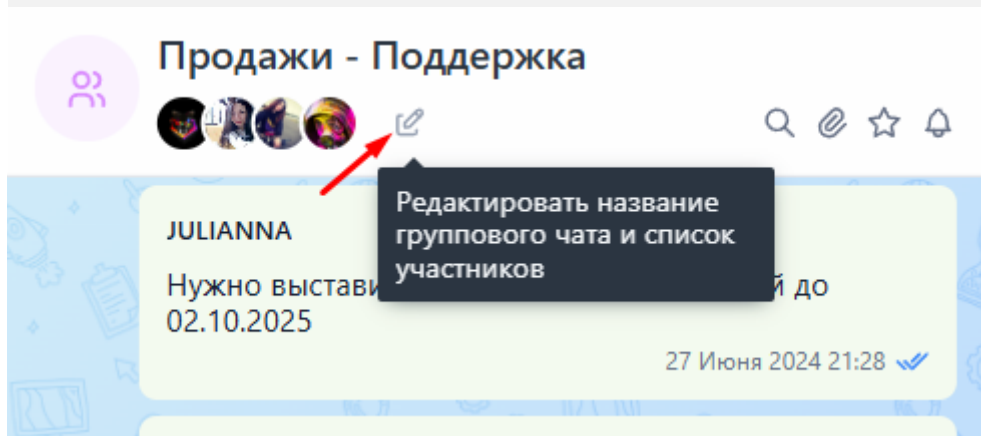 Продажи - Поддержка
Редактировать название
группового чата и список
участников
JULIANNA
Нужно й до
02.10.2025
27 Июня 2024 21:28